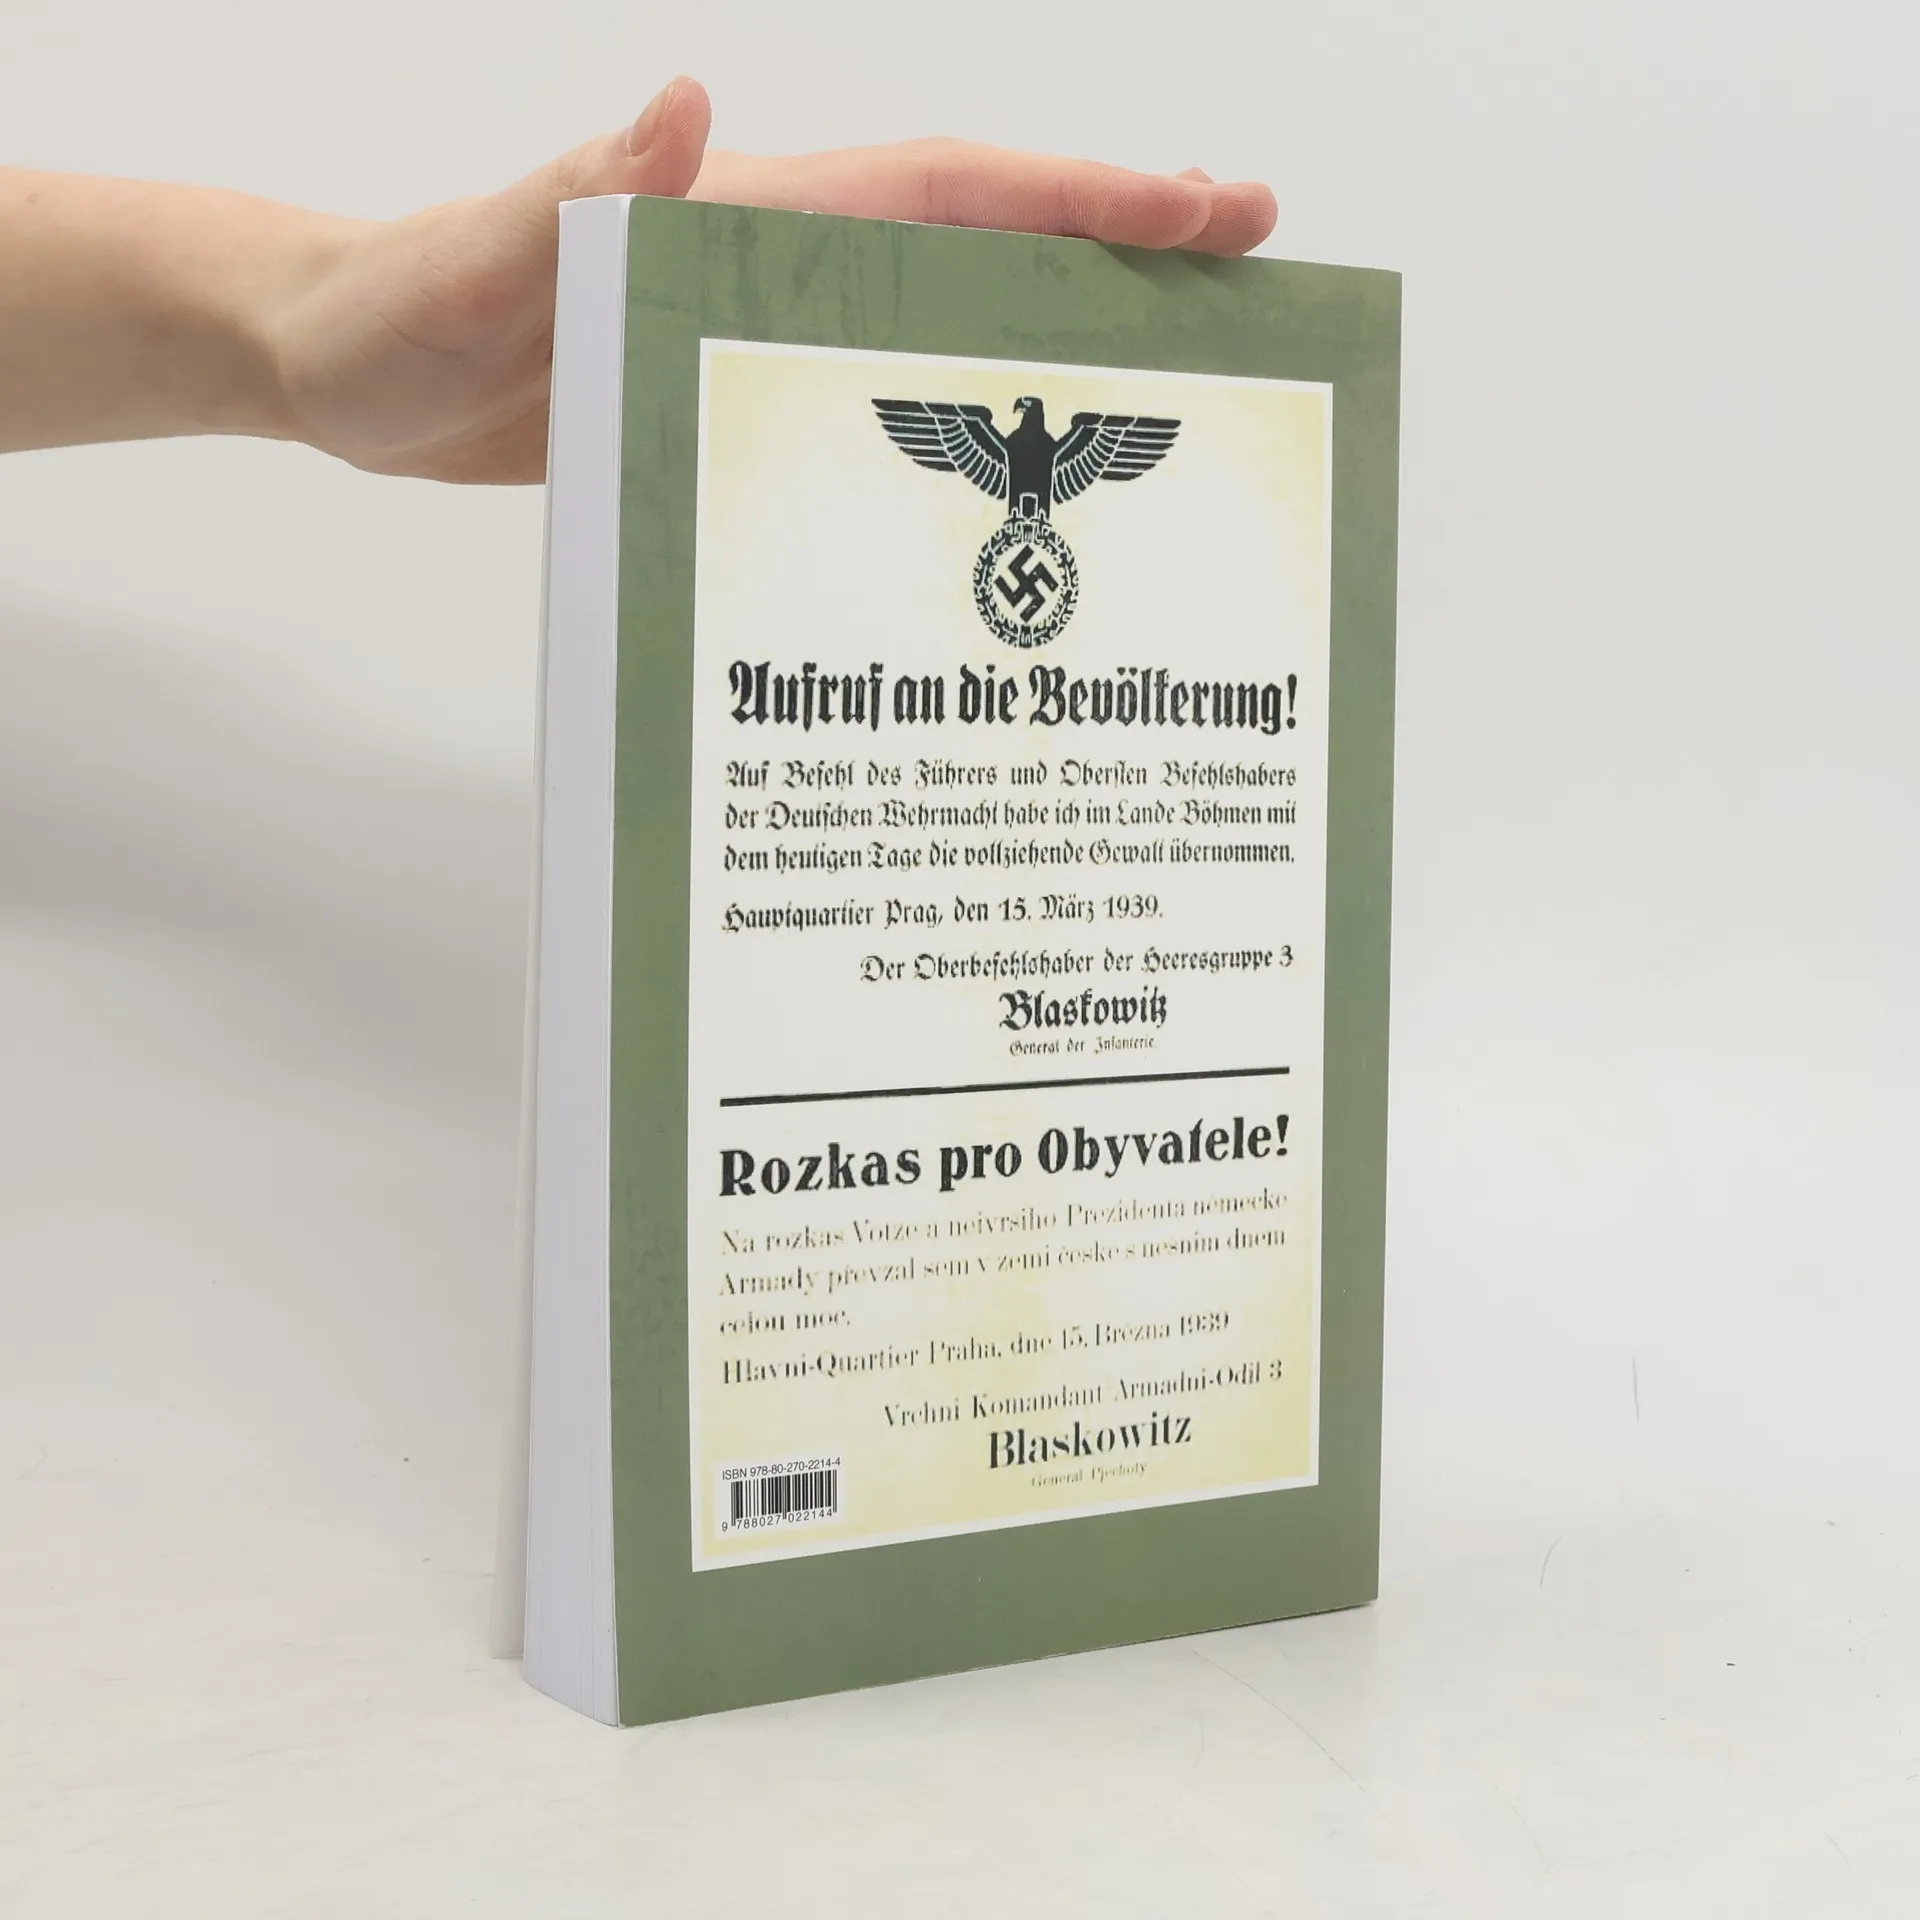 Aufruf an die Bevölkerung!
Auf Befehl des Führers und Obersten Befehlshabers
der Deutschen Wehrmacht habe ich im Lande Böhmen mit
dem heutigen Tage die vollziehende Gewalt übernommen.
Hauptquartier Prag, den 15. März 1939.
Der Oberbefehlshaber der Heeresgruppe 3
Blaskowitz
General der Infanterie.
Rozkas pro Obyvatele!
Na rozkas Votze a neivrsiho Prezidenta německe
Armady převzal sem v zemi česke s nešnim dnem
celou moc.
Hlavni-Quartier Praha, dne 15. Března 1939
Vrchni Komandant Armadni-Odil 3
Blaskowitz
General Pjechoty
ISBN 978-80-270-2214-4
9 788027 022144